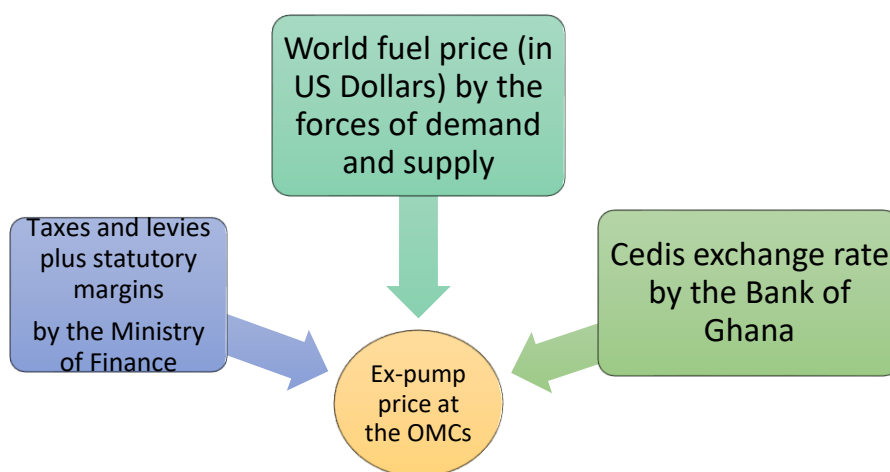 World fuel price (in
US Dollars) by the
forces of demand
and supply
Taxes and levies
plus statutory
margins
by the Ministry
of Finance
Cedis exchange rate
by the Bank of
Ghana
Ex-pump
price at
the OMCs